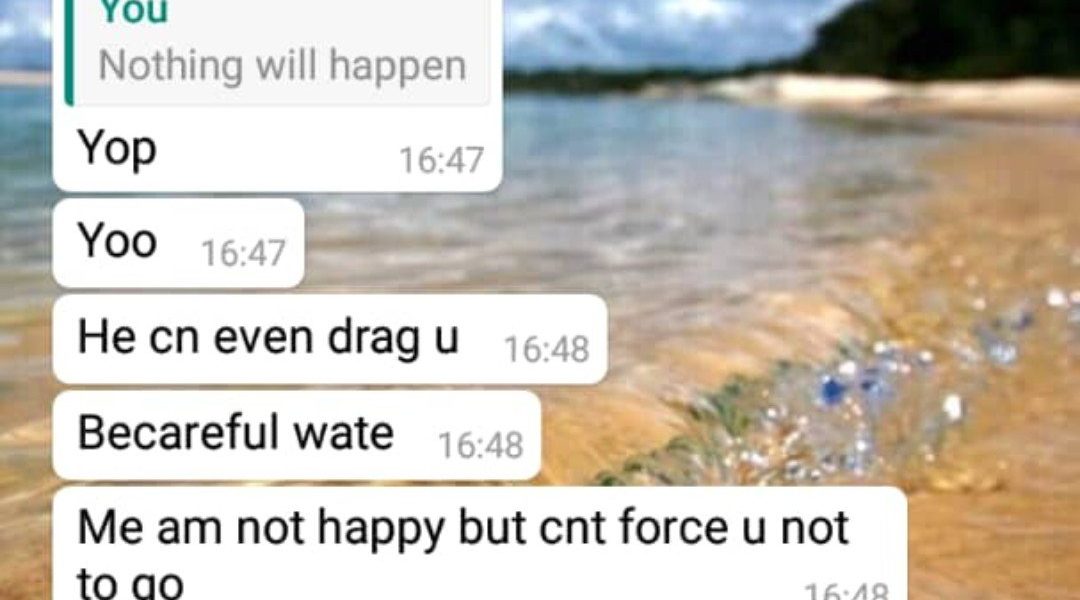 You
Nothing will happen
Yop
16:47
Yoo 16:47
He cn even drag u 16:48
Becareful wate 16:48
Me am not happy but cnt force u not
to go 16:48